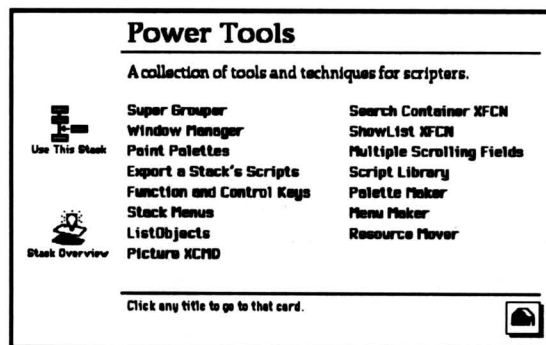 Power Tools
A collection of tools and techniques for scripters.
Use This Stack
Stack Overview
Super Grouper
Window Manager
Paint Palettes
Export a Stack's Scripts
Function and Control Keys
Stack Menus
ListObjects
Picture XCMD
Search Container XFCN
ShowList XFCN
Multiple Scrolling Fields
Script Library
Palette Maker
Menu Maker
Resource Mover
Click any title to go to that card.